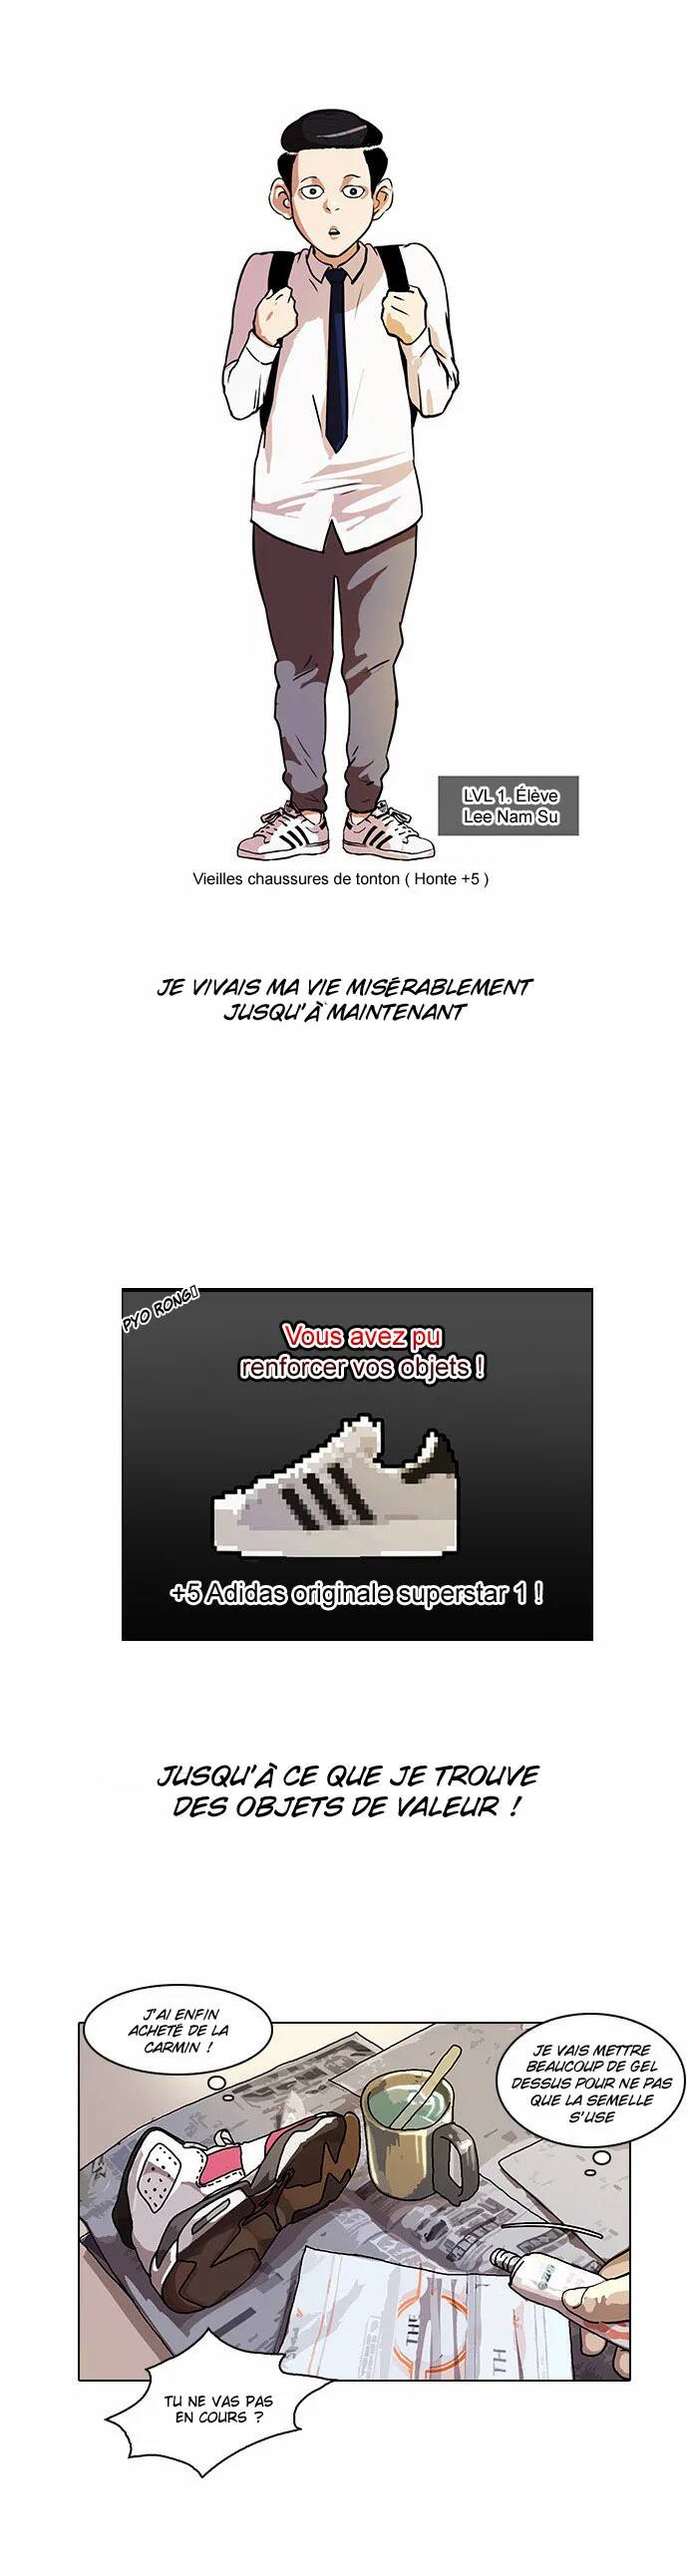 LVL 1. Élève
Lee Nam Su
Vieilles chaussures de tonton ( Honte +5 )
JE VIVAIS MA VIE MISÉRABLEMENT
JUSQU'À MAINTENANT
PYO RONG
Vous avez pu
renforcer vos objets !
+5 Adidas originale superstar 1 !
JUSQU'À CE QUE JE TROUVE
DES OBJETS DE VALEUR !
J'AI ENFIN
ACHETÉ DE LA
CARMIN !
JE VAIS METTRE
BEAUCOUP DE GEL
DESSUS POUR NE PAS
QUE LA SEMELLE
S'USE
THE
TH
TU NE VAS PAS
EN COURS ?